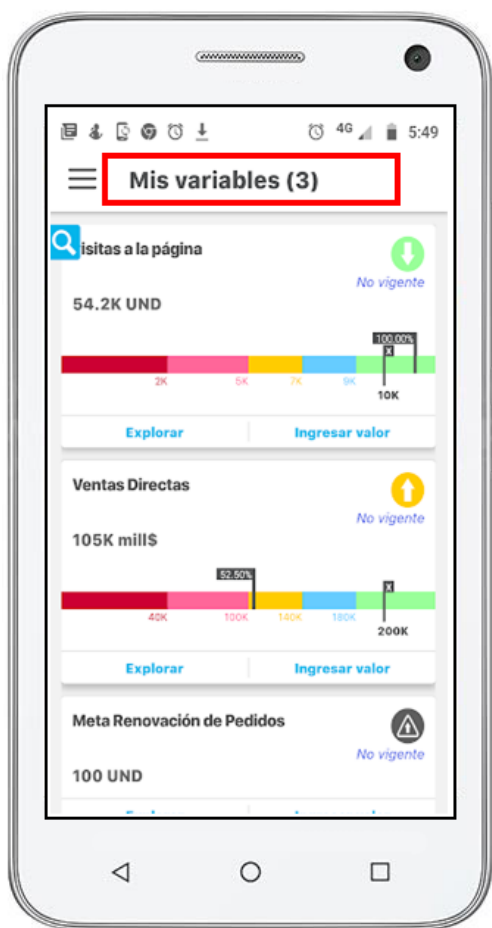 4G 5:49
Mis variables (3)
isitas a la página
No vigente
54.2K UND
100.00%
X
2K 5K 7K 9K
10K
Explorar Ingresar valor
Ventas Directas
No vigente
105K mill$
52.50%
X
40K 100K 140K 180K
200K
Explorar Ingresar valor
Meta Renovación de Pedidos
No vigente
100 UND